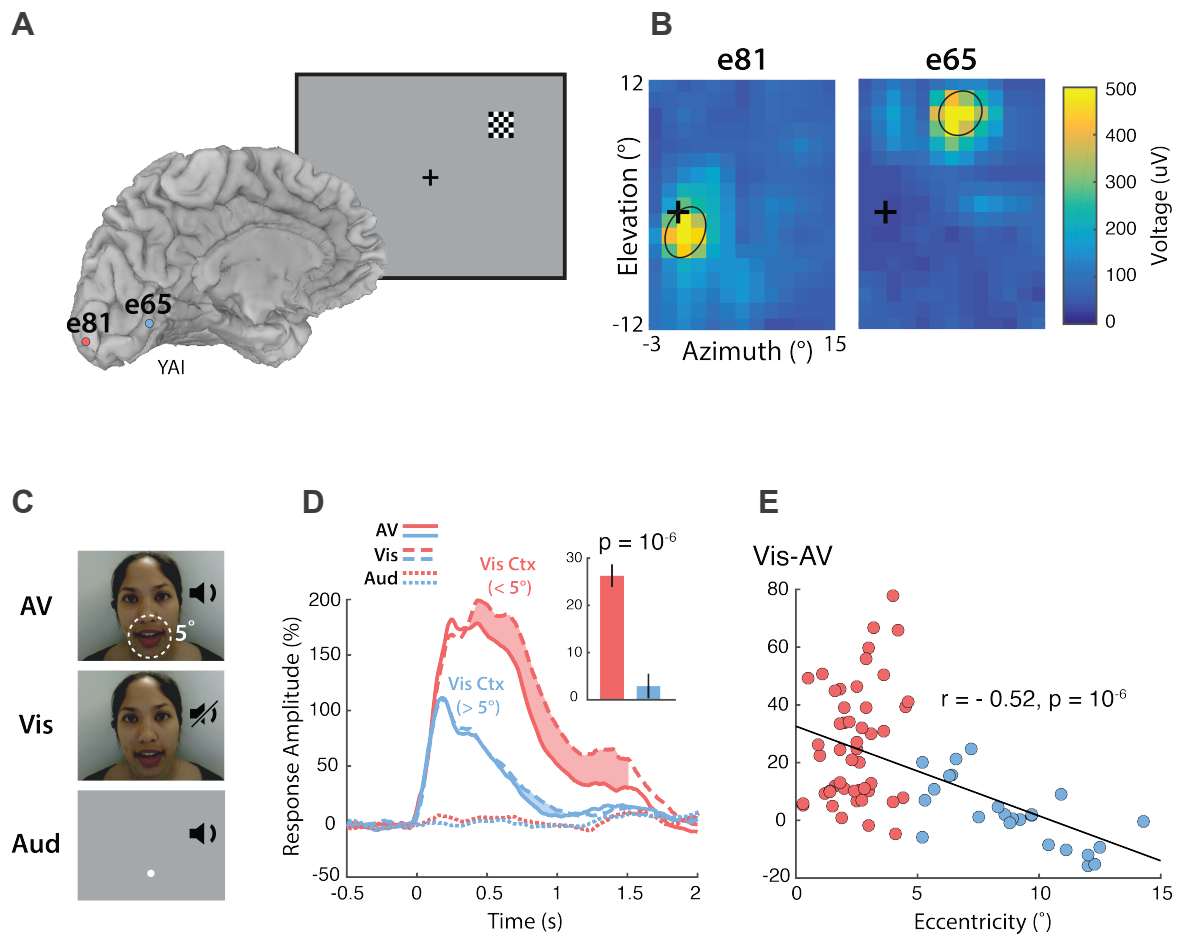 A
e81
e65
YAI
B
e81
e65
12
-12
-3
15
Elevation (°)
Azimuth (°)
500
400
300
200
100
0
Voltage (uV)
C
AV
5°
Vis
Aud
D
AV
Vis
Aud
Vis Ctx
(< 5°)
Vis Ctx
(> 5°)
p = 10-6
30
26
10
0
200
150
100
50
0
-50
Response Amplitude (%)
-0.5
0
0.5
1
1.5
2
Time (s)
E
Vis-AV
80
60
40
20
0
-20
r = - 0.52, p = 10-6
0
5
10
15
Eccentricity (°)